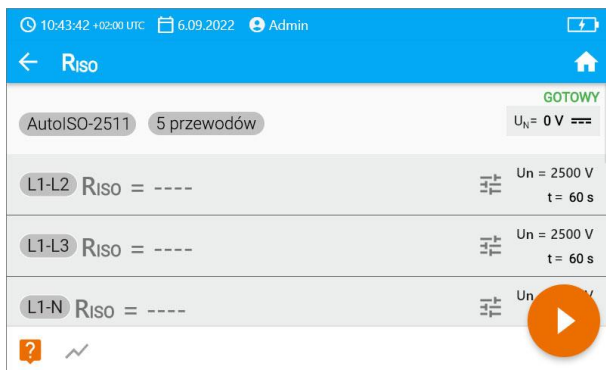 10:43:42 +02:00 UTC 6.09.2022 Admin
RISO
GOTOWY
AutoISO-2511 5 przewodów UN= 0 V
L1-L2 RISO = ---- Un = 2500 V
t = 60 s
L1-L3 RISO = ---- Un = 2500 V
t = 60 s
L1-N RISO = ---- Un
?